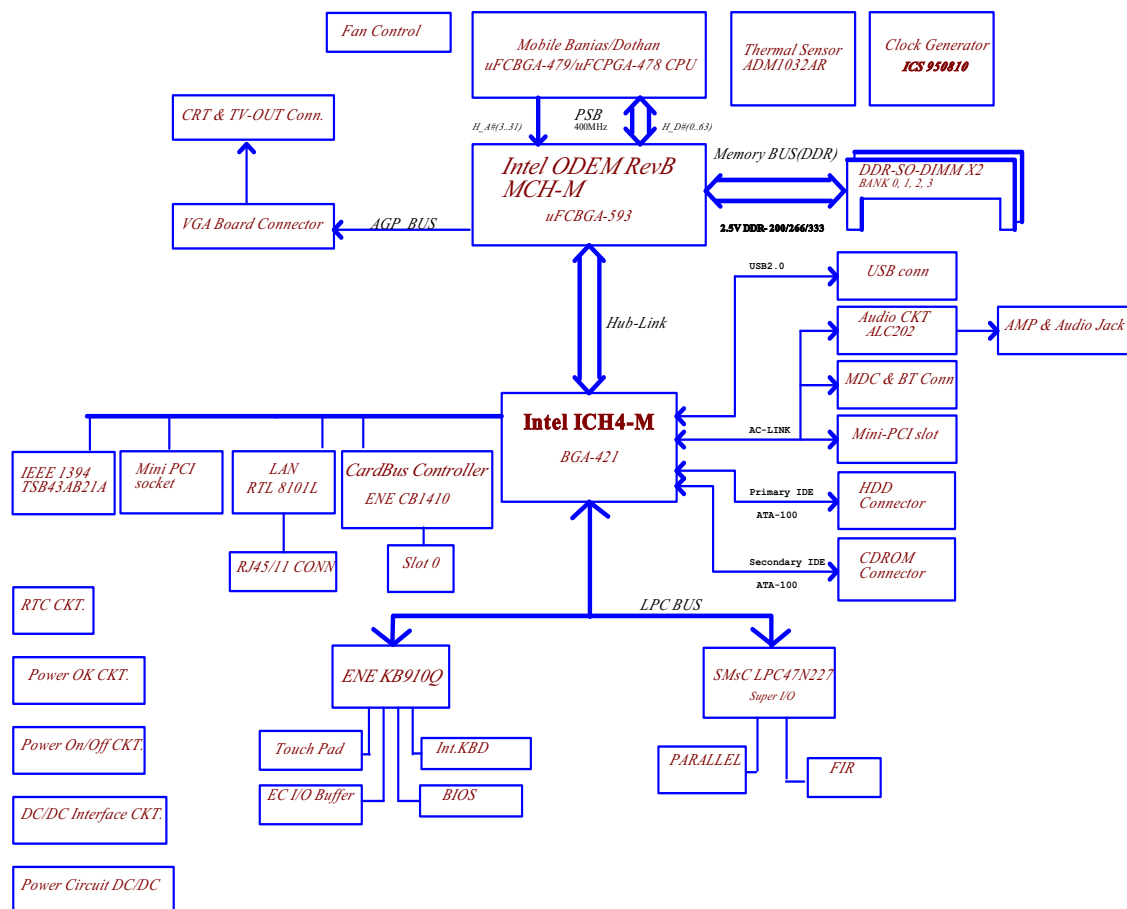 Fan Control
Mobile Banias/Dothan
uFCBGA-479/uFCPGA-478 CPU
Thermal Sensor
ADM1032AR
Clock Generator
ICS 950810
CRT & TV-OUT Conn.
H_A#(3..31)
PSB
400MHz
H_D#(0..63)
Intel ODEM RevB
MCH-M
uFCBGA-593
Memory BUS(DDR)
2.5V DDR- 200/266/333
DDR-SO-DIMM X2
BANK 0, 1, 2, 3
VGA Board Connector
AGP BUS
Hub-Link
USB2.0
USB conn
Audio CKT
ALC202
AMP & Audio Jack
MDC & BT Conn
AC-LINK
Mini-PCI slot
Intel ICH4-M
BGA-421
Primary IDE
ATA-100
HDD
Connector
Secondary IDE
ATA-100
CDROM
Connector
IEEE 1394
TSB43AB21A
Mini PCI
socket
LAN
RTL 8101L
CardBus Controller
ENE CB1410
RJ45/11 CONN
Slot 0
LPC BUS
RTC CKT.
Power OK CKT.
Power On/Off CKT.
DC/DC Interface CKT.
Power Circuit DC/DC
ENE KB910Q
Touch Pad
Int.KBD
EC I/O Buffer
BIOS
SMsC LPC47N227
Super I/O
PARALLEL
FIR